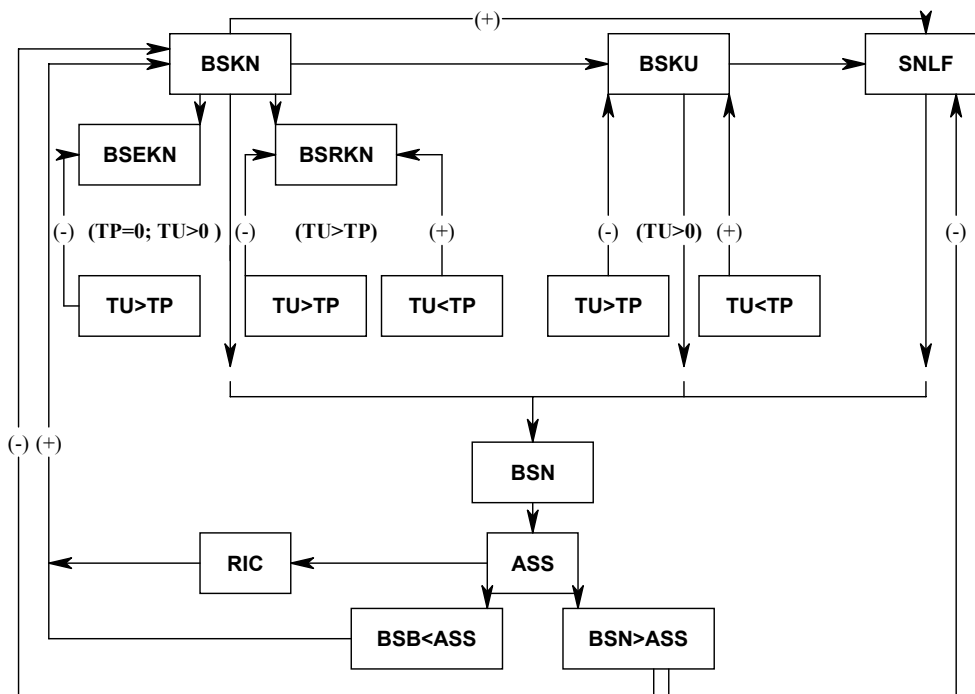 (+)
BSKN
BSKU
SNLF
BSEKN
BSRKN
(-) (TP=0; TU>0 ) (-) (TU>TP) (+) (-) (TU>0) (+) (-)
TU>TP
TU>TP
TU<TP
TU>TP
TU<TP
(-) (+)
BSN
RIC
ASS
BSB<ASS
BSN>ASS